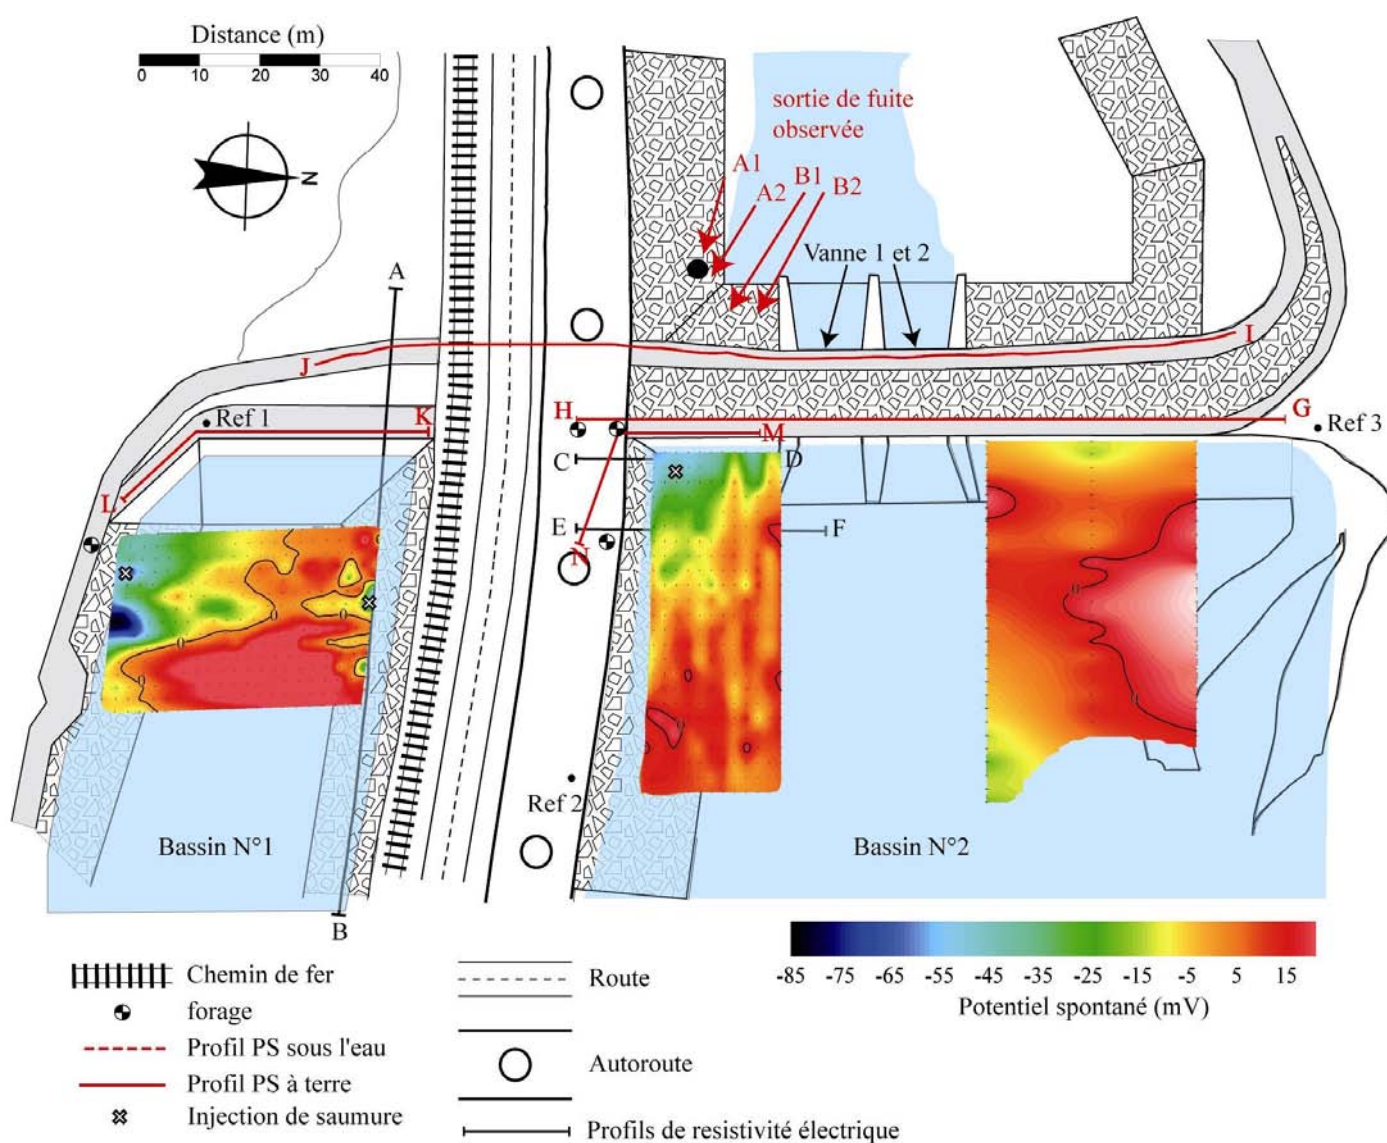 Distance (m)
0 10 20 30 40
N
sortie de fuite
observée
A1
A2
B1
B2
Vanne 1 et 2
A
J
I
Ref 1
K
H
G
Ref 3
M
C
D
L
E
F
N
0
0
0
0
0
0
0
0
Ref 2
Bassin N°1
Bassin N°2
B
-85 -75 -65 -55 -45 -35 -25 -15 -5 5 15
Potentiel spontané (mV)
Chemin de fer
forage
Profil PS sous l'eau
Profil PS à terre
Injection de saumure
Route
Autoroute
Profils de resistivité électrique